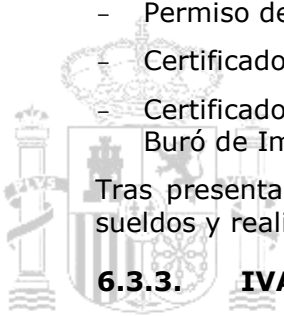 - Permiso de
- Certificado
- Certificado
Buró de Im
Tras presenta
sueldos y reali
6.3.3. IVA